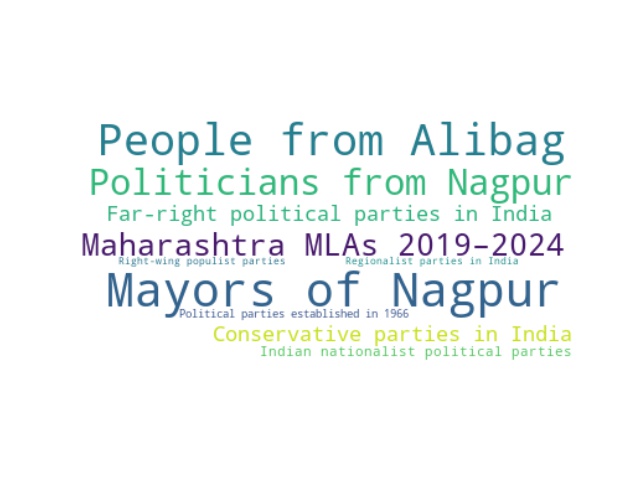 People from Alibag
Politicians from Nagpur
Far-right political parties in India
Maharashtra MLAs 2019–2024
Right-wing populist parties
Regionalist parties in India
Mayors of Nagpur
Political parties established in 1966
Conservative parties in India
Indian nationalist political parties